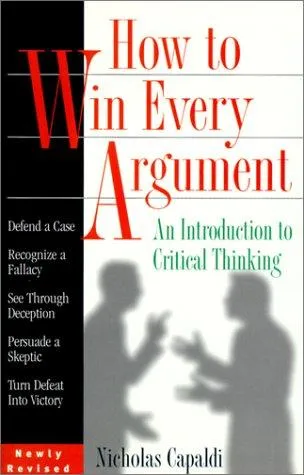 How to
Win Every
Argument
An Introduction to
Critical Thinking
Defend a Case
Recognize a
Fallacy
See Through
Deception
Persuade a
Skeptic
Turn Defeat
Into Victory
Newly
Revised
Nicholas Capaldi